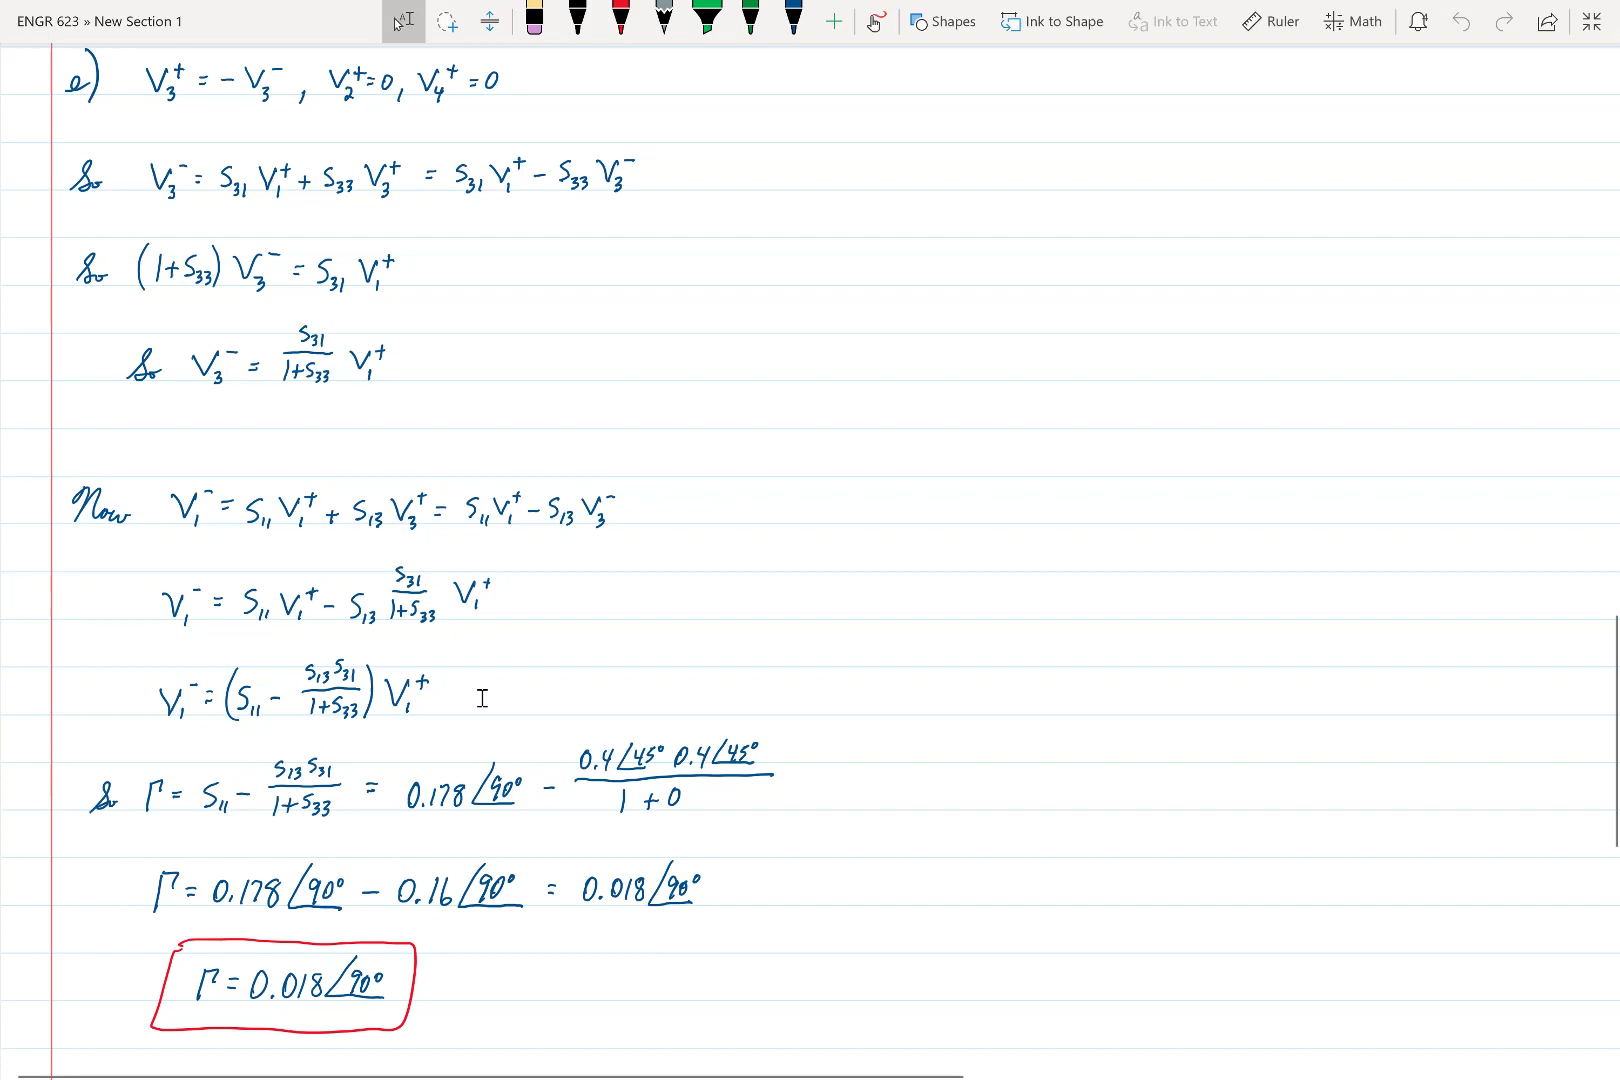 ENGR 623 » New Section 1
Shapes Ink to Shape Ink to Text Ruler Math
e) V₃⁺ = - V₃⁻ , V₂⁺=0, V₄⁺=0
So V₃⁻ = S₃₁ V₁⁺ + S₃₃ V₃⁺ = S₃₁ V₁⁺ - S₃₃ V₃⁻
So (1+S₃₃) V₃⁻ = S₃₁ V₁⁺
So V₃⁻ = S₃₁/(1+S₃₃) V₁⁺
Now V₁⁻ = S₁₁ V₁⁺ + S₁₃ V₃⁺ = S₁₁ V₁⁺ - S₁₃ V₃⁻
V₁⁻ = S₁₁ V₁⁺ - S₁₃ S₃₁/(1+S₃₃) V₁⁺
V₁⁻ = (S₁₁ - S₁₃ S₃₁/(1+S₃₃)) V₁⁺
So Γ = S₁₁ - S₁₃ S₃₁/(1+S₃₃) = 0.178∠90° - 0.4∠45° 0.4∠45°/(1 + 0)
Γ = 0.178∠90° - 0.16∠90° = 0.018∠90°
Γ = 0.018∠90°